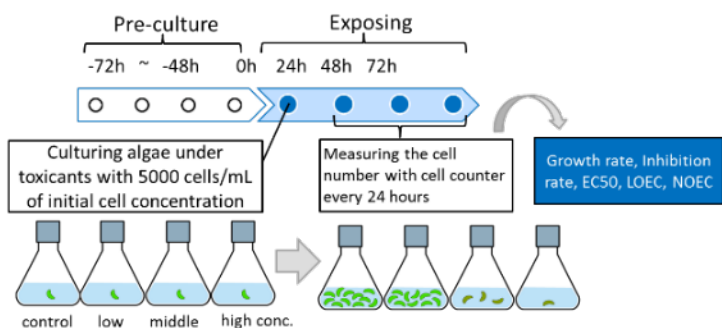 Pre-culture
Exposing
-72h ~ -48h 0h 24h 48h 72h
Culturing algae under
toxicants with 5000 cells/mL
of initial cell concentration
Measuring the cell
number with cell counter
every 24 hours
Growth rate, Inhibition
rate, EC50, LOEC, NOEC
control low middle high conc.